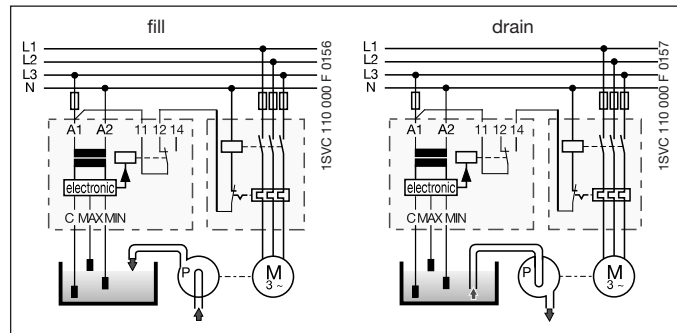 fill
L1
L2
L3
N
A1 A2 11 12 14
electronic
C MAX MIN
P
M
3 ~
1SVC 110 000 F 0156
drain
L1
L2
L3
N
A1 A2 11 12 14
electronic
C MAX MIN
P
M
3 ~
1SVC 110 000 F 0157